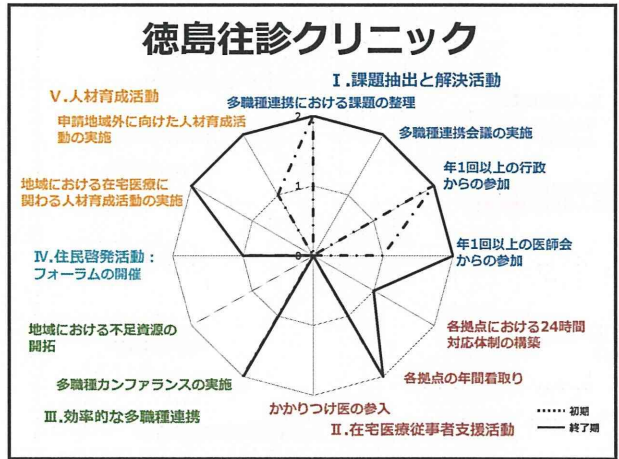 徳島往診クリニック
Ⅰ.課題抽出と解決活動
多職種連携における課題の整理
多職種連携会議の実施
年1回以上の行政
からの参加
年1回以上の医師会
からの参加
各拠点における24時間
対応体制の構築
各拠点の年間看取り
かかりつけ医の参入
Ⅱ.在宅医療従事者支援活動
Ⅲ.効率的な多職種連携
多職種カンファランスの実施
地域における不足資源の
開拓
Ⅳ.住民啓発活動：
フォーラムの開催
地域における在宅医療に
関わる人材育成活動の実施
申請地域外に向けた人材育成活
動の実施
Ⅴ.人材育成活動
2
1
0
初期
終了期